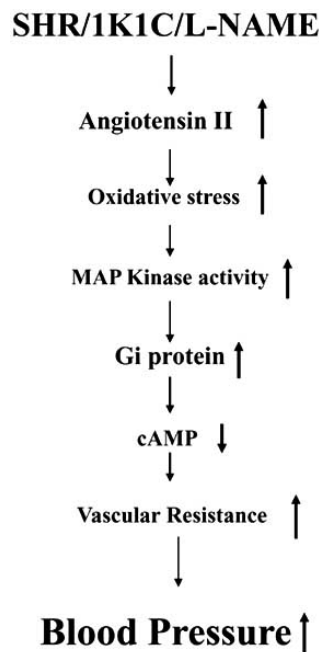 SHR/1K1C/L-NAME
Angiotensin II
Oxidative stress
MAP Kinase activity
Gi protein
cAMP
Vascular Resistance
Blood Pressure